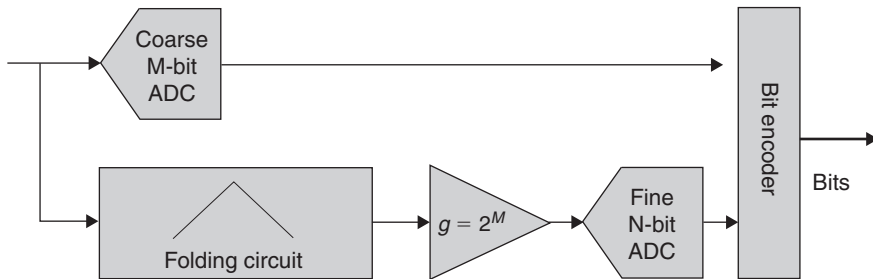 Coarse
M-bit
ADC
Folding circuit
g = 2^M
Fine
N-bit
ADC
Bit encoder
Bits